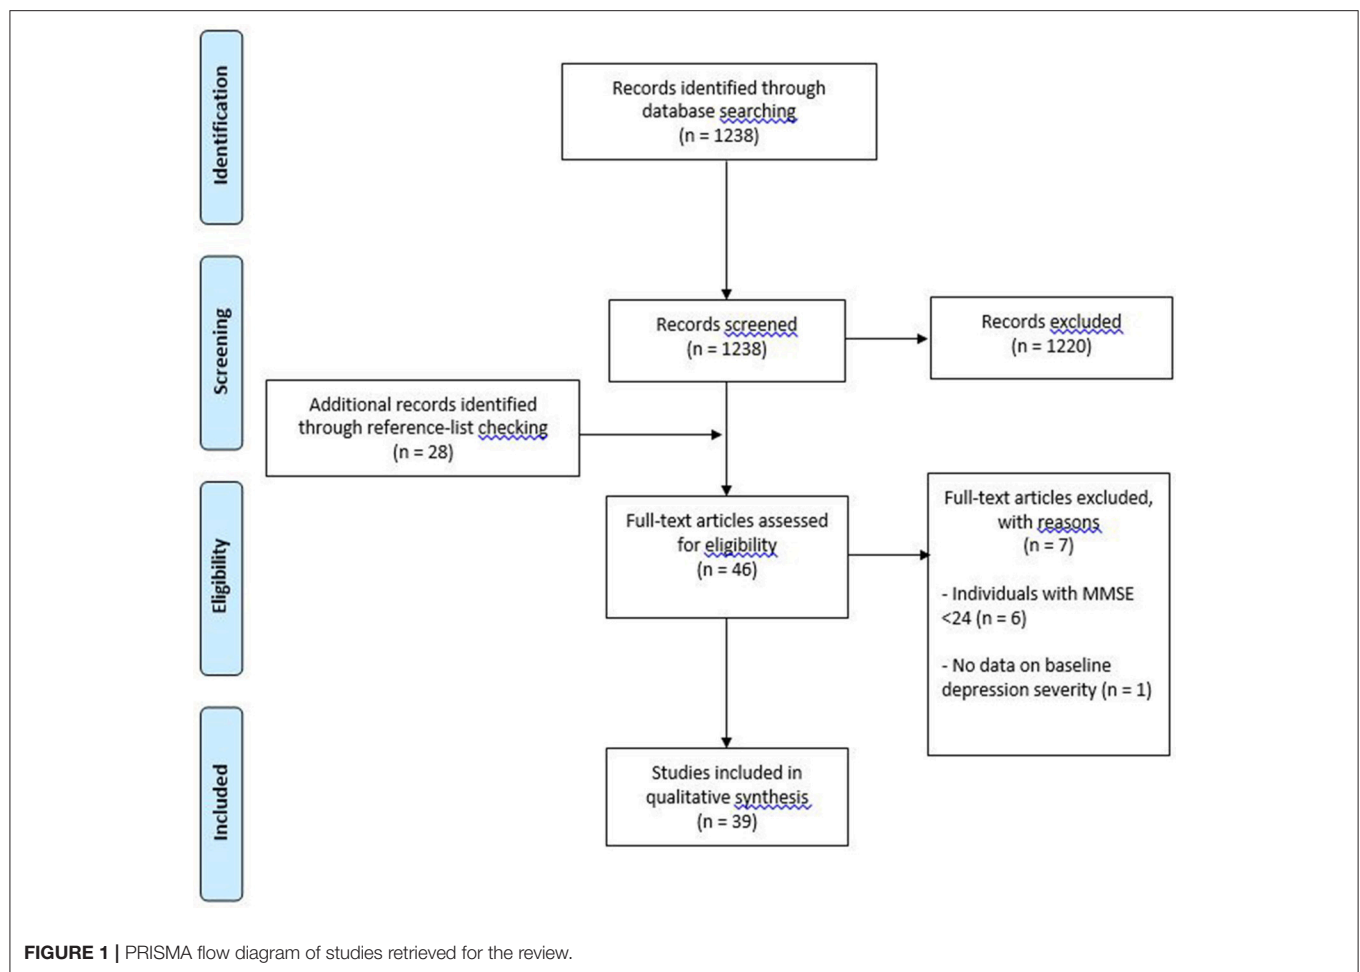 Identification
Records identified through
database searching
(n = 1238)
Screening
Records screened
(n = 1238)
Records excluded
(n = 1220)
Additional records identified
through reference-list checking
(n = 28)
Eligibility
Full-text articles assessed
for eligibility
(n = 46)
Full-text articles excluded,
with reasons
(n = 7)
- Individuals with MMSE
<24 (n = 6)
- No data on baseline
depression severity (n = 1)
Included
Studies included in
qualitative synthesis
(n = 39)
FIGURE 1 | PRISMA flow diagram of studies retrieved for the review.